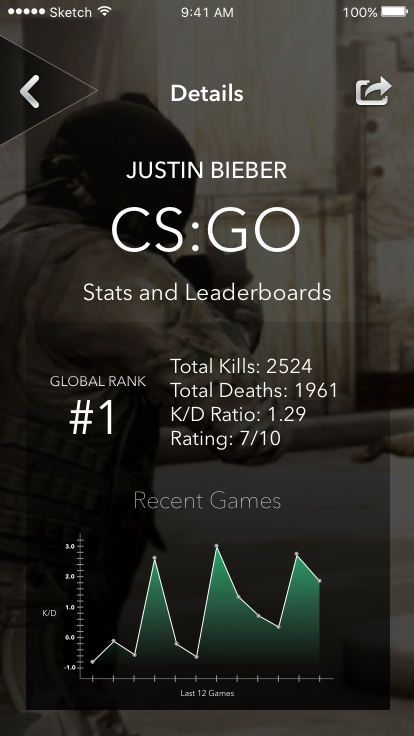 ●●●●● Sketch 9:41 AM 100%
Details
JUSTIN BIEBER
CS:GO
Stats and Leaderboards
GLOBAL RANK
#1
Total Kills: 2524
Total Deaths: 1961
K/D Ratio: 1.29
Rating: 7/10
Recent Games
3.0
2.0
1.0
0.0
-1.0
K/D
Last 12 Games